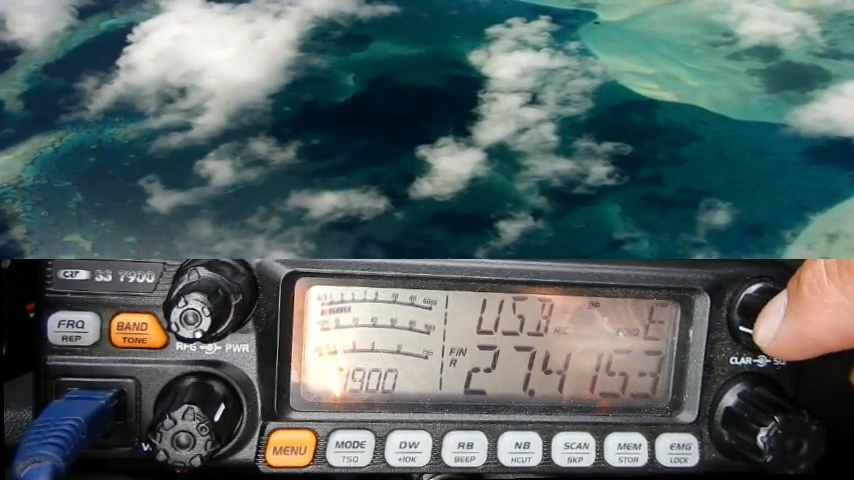 CRT SS 7900
FRQ
REP
BAND
TONE
RFG PWR
USB
E
F/N
R
27.4153
7900
CLAR SQ
MENU
MODE
TSQ
DW
+10K
RB
BEEP
NB
HCUT
SCAN
SKP
MEM
STOR
EMG
LOCK